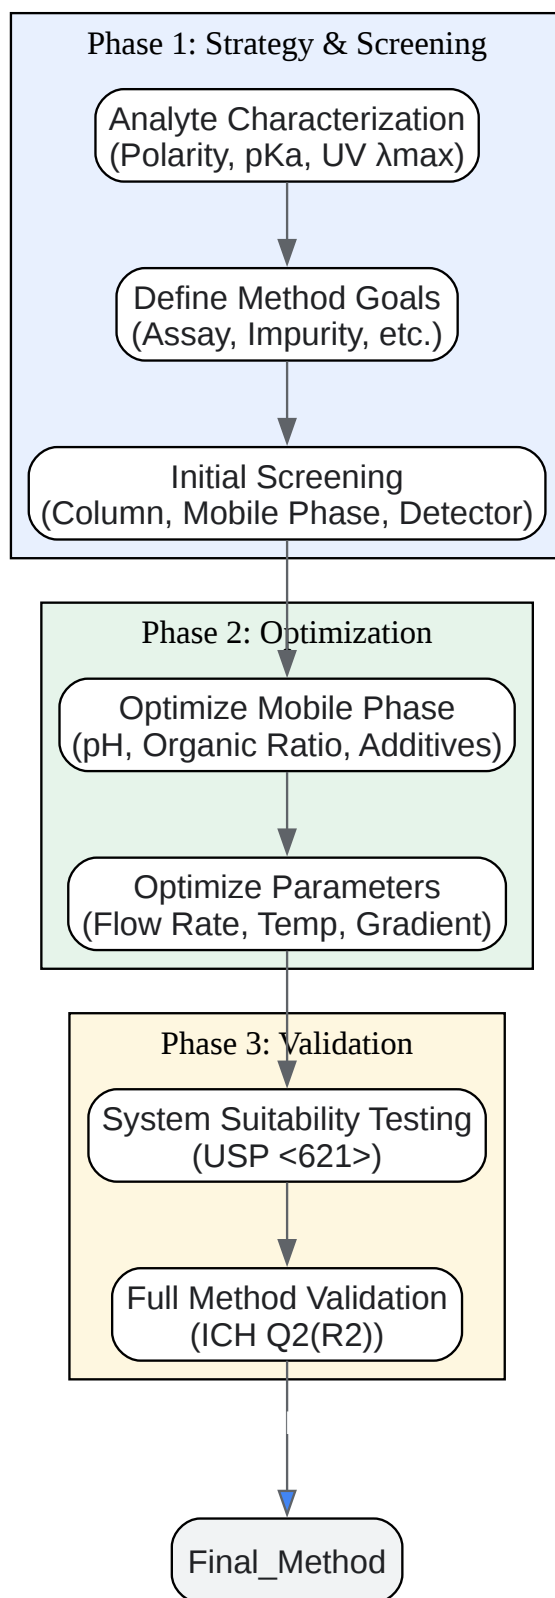 Phase 1: Strategy & Screening
Analyte Characterization
(Polarity, pKa, UV λmax)
Define Method Goals
(Assay, Impurity, etc.)
Initial Screening
(Column, Mobile Phase, Detector)
Phase 2: Optimization
Optimize Mobile Phase
(pH, Organic Ratio, Additives)
Optimize Parameters
(Flow Rate, Temp, Gradient)
Phase 3: Validation
System Suitability Testing
(USP <621>)
Full Method Validation
(ICH Q2(R2))
Final_Method